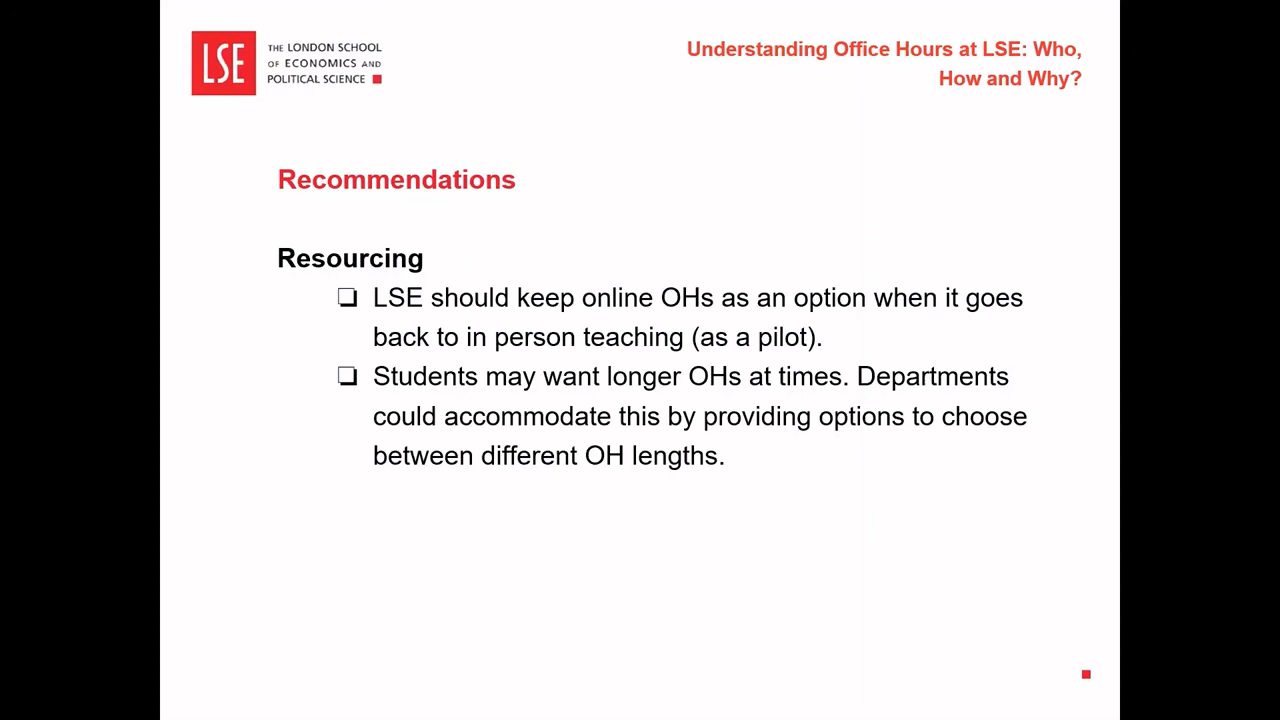 LSE
THE LONDON SCHOOL
OF ECONOMICS AND
POLITICAL SCIENCE
Understanding Office Hours at LSE: Who,
How and Why?
Recommendations
Resourcing
❏ LSE should keep online OHs as an option when it goes
back to in person teaching (as a pilot).
❏ Students may want longer OHs at times. Departments
could accommodate this by providing options to choose
between different OH lengths.